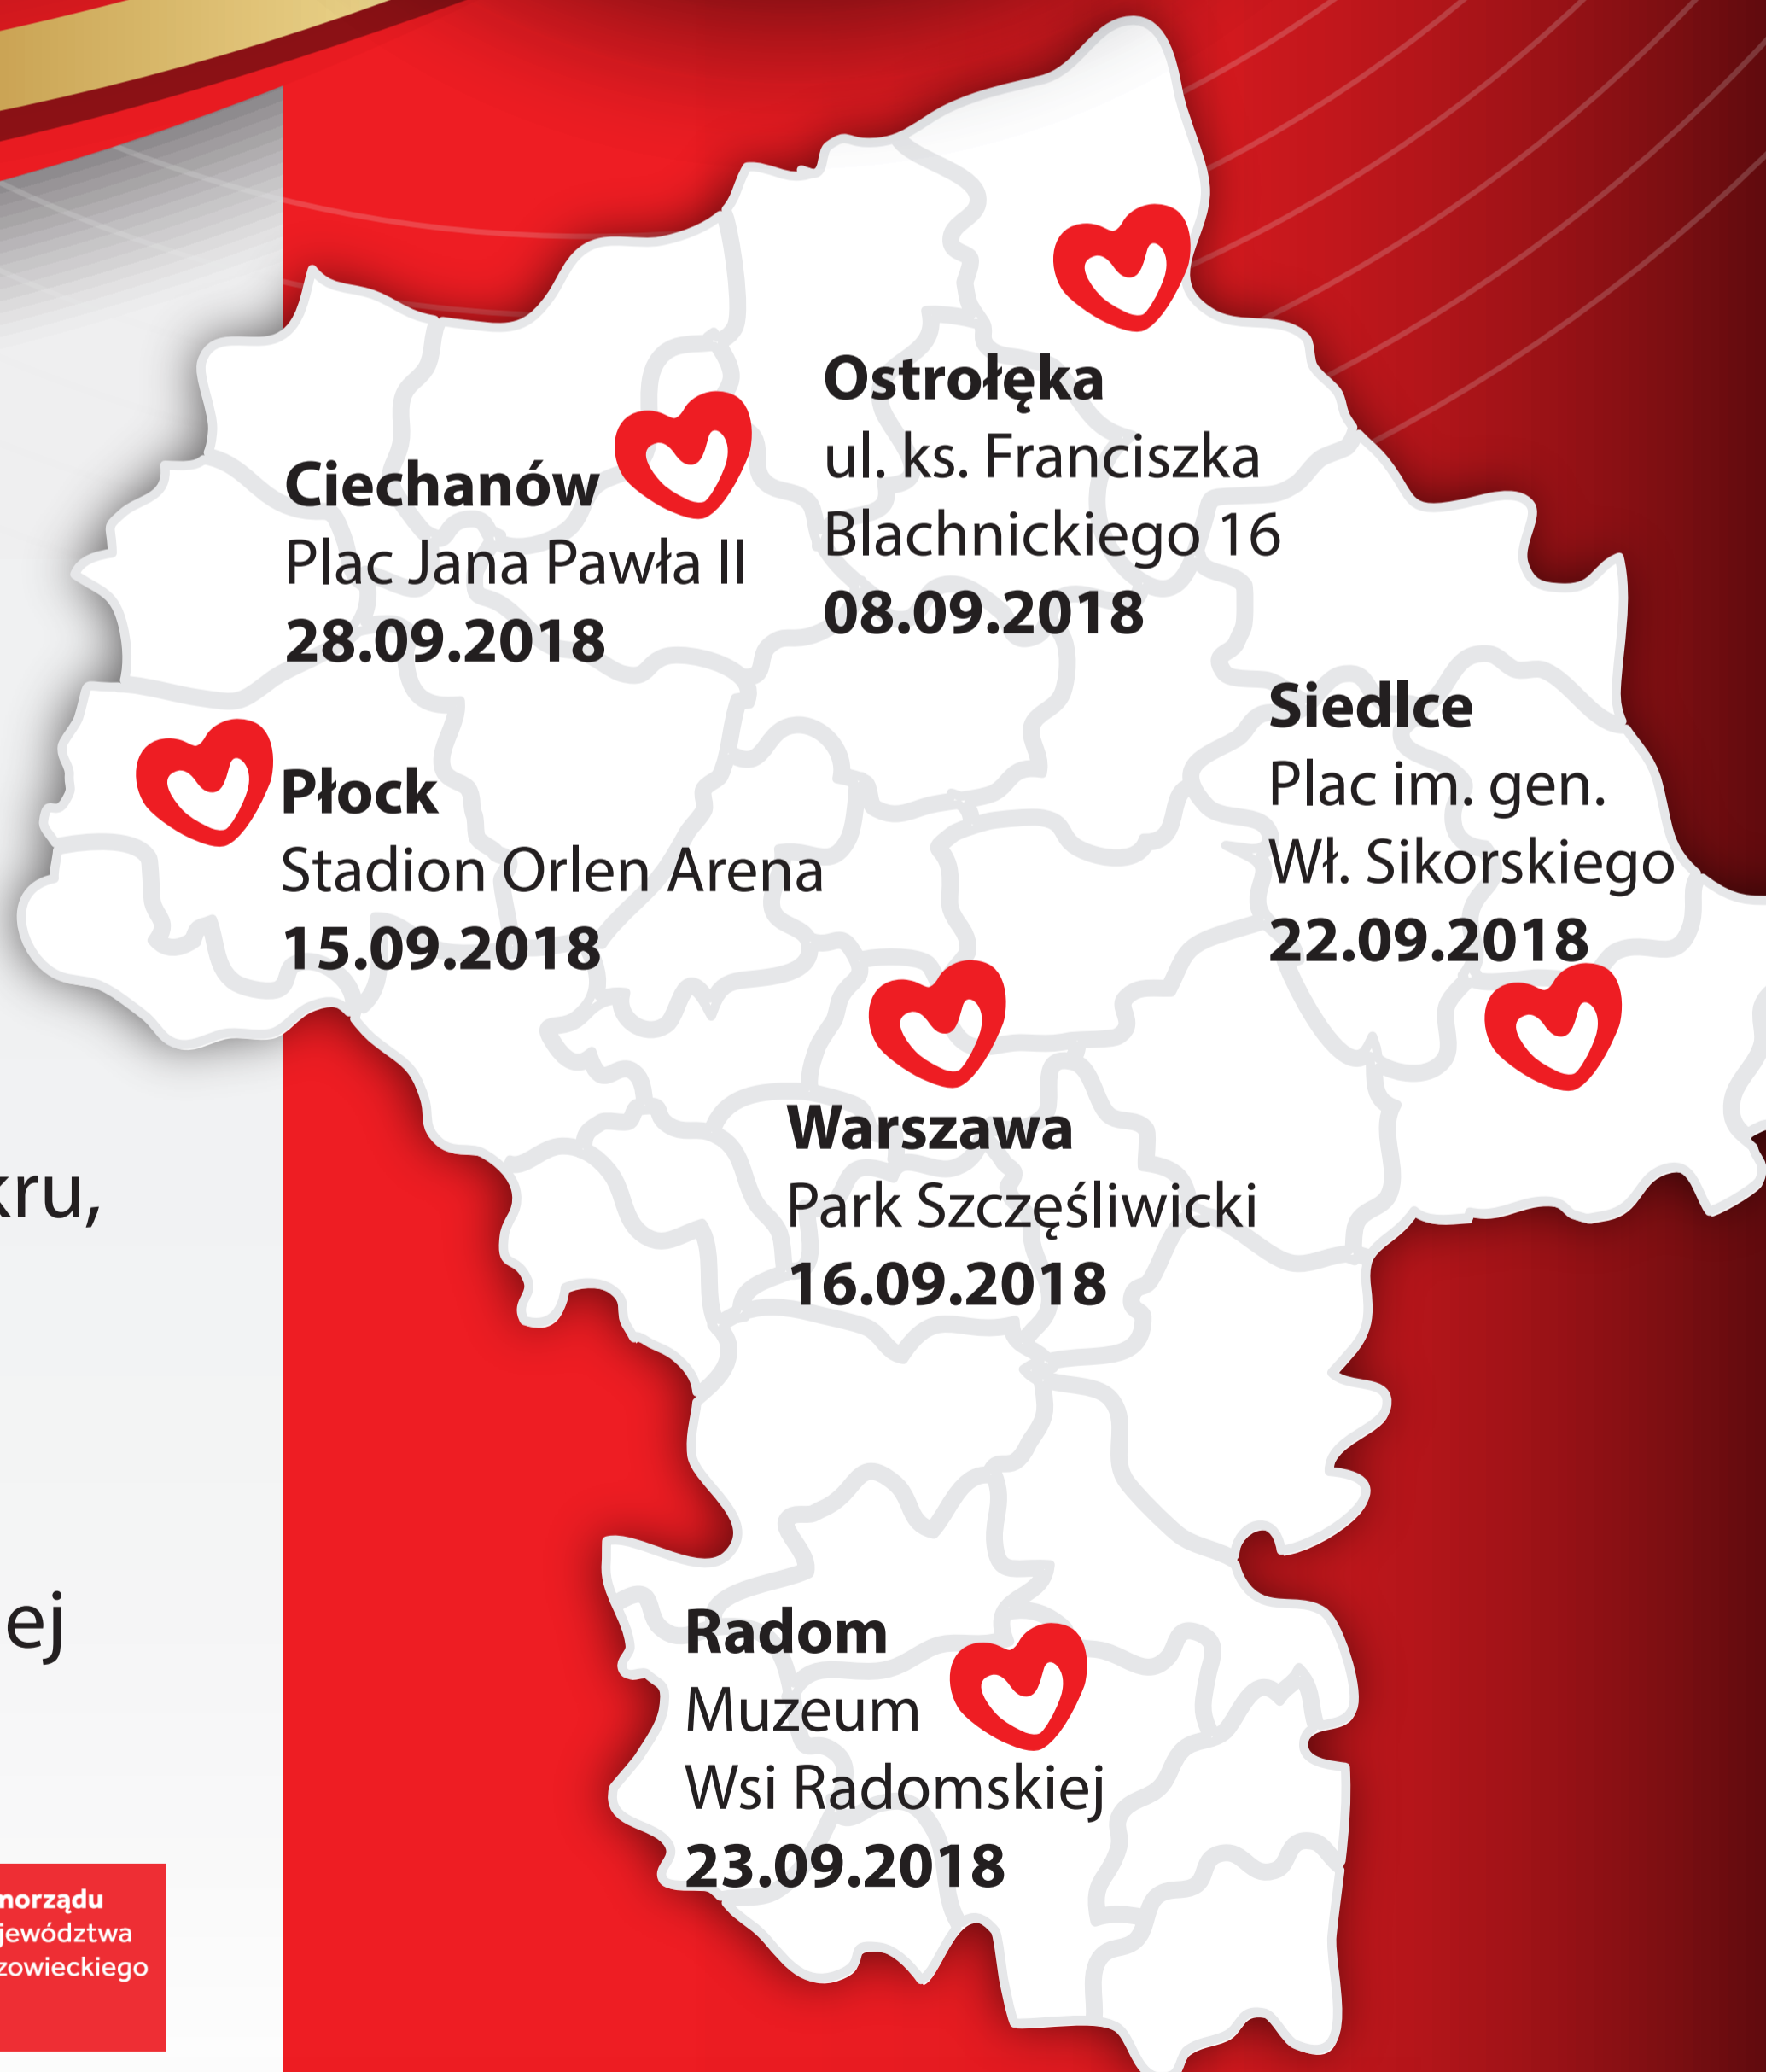 Ostrołęka
ul. ks. Franciszka
Blachnickiego 16
08.09.2018
Ciechanów
Plac Jana Pawła II
28.09.2018
Siedlce
Plac im. gen.
Wł. Sikorskiego
22.09.2018
Płock
Stadion Orlen Arena
15.09.2018
Warszawa
Park Szczęśliwicki
16.09.2018
kru,
ej
Radom
Muzeum
Wsi Radomskiej
23.09.2018
morządu
jewództwa
zowieckiego